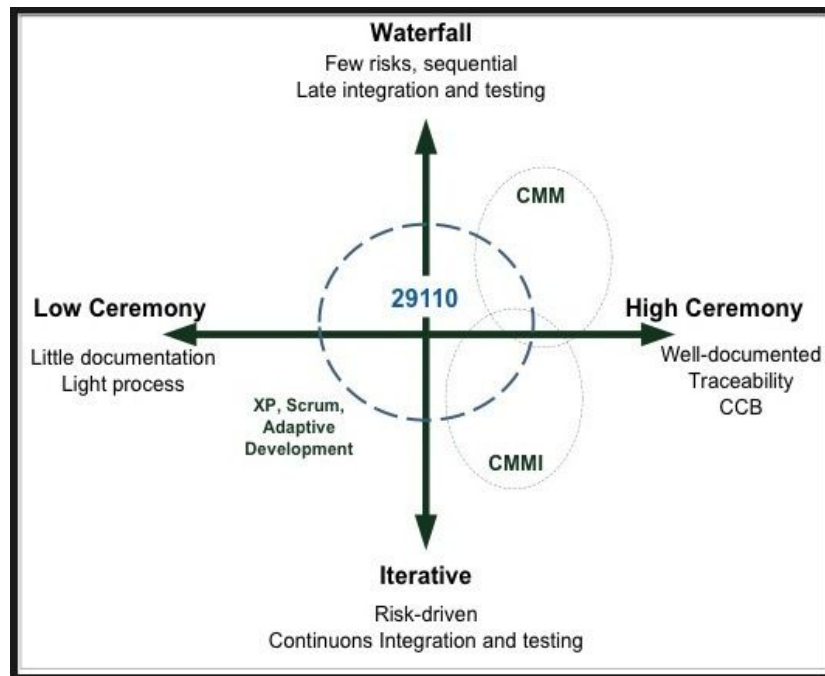 Waterfall
Few risks, sequential
Late integration and testing
CMM
29110
Low Ceremony
High Ceremony
Little documentation
Light process
Well-documented
Traceability
CCB
XP, Scrum,
Adaptive
Development
CMMI
Iterative
Risk-driven
Continuons Integration and testing